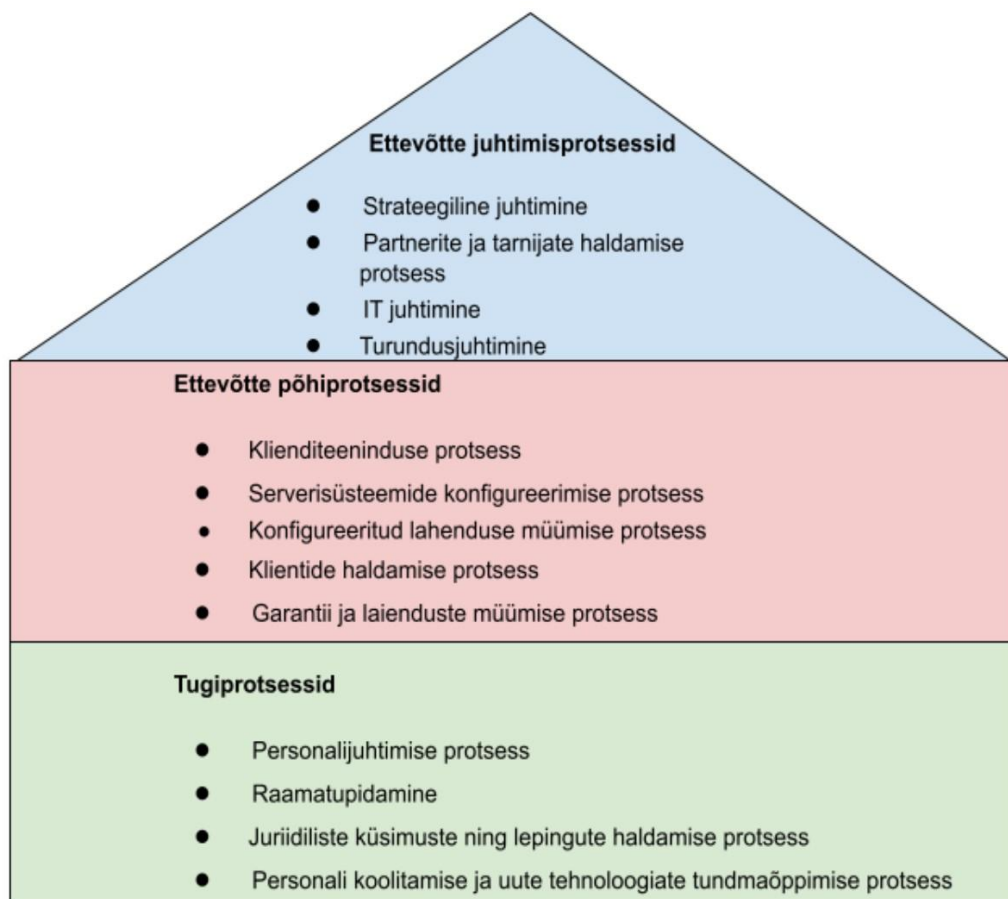 Ettevõtte juhtimisprotsessid
● Strateegiline juhtimine
● Partnerite ja tarnijate haldamise
protsess
● IT juhtimine
● Turundusjuhtimine
Ettevõtte põhiprotsessid
● Klienditeeninduse protsess
● Serverisüsteemide konfigureerimise protsess
● Konfigureeritud lahenduse müümise protsess
● Klientide haldamise protsess
● Garantii ja laienduste müümise protsess
Tugiprotsessid
● Personalijuhtimise protsess
● Raamatupidamine
● Juriidiliste küsimuste ning lepingute haldamise protsess
● Personali koolitamise ja uute tehnoloogiate tundmaõppimise protsess